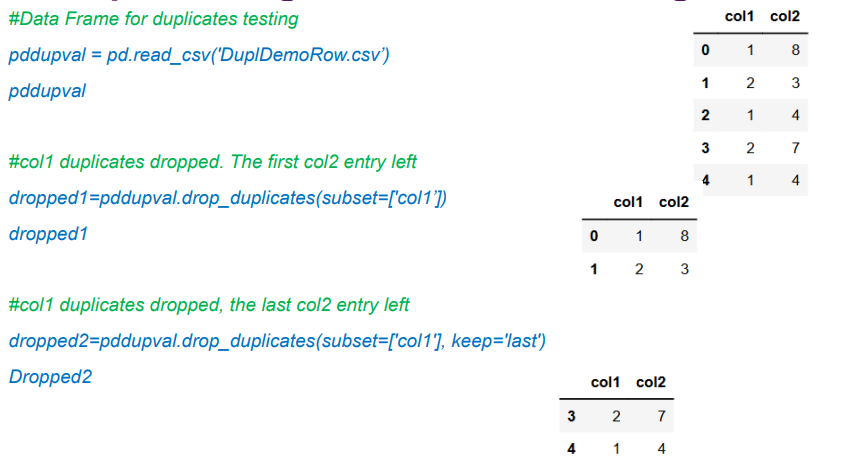 #Data Frame for duplicates testing
pddupval = pd.read_csv('DuplDemoRow.csv’)
pddupval
col1 col2
0 1 8
1 2 3
2 1 4
3 2 7
4 1 4
#col1 duplicates dropped. The first col2 entry left
dropped1=pddupval.drop_duplicates(subset=['col1’])
dropped1
col1 col2
0 1 8
1 2 3
#col1 duplicates dropped, the last col2 entry left
dropped2=pddupval.drop_duplicates(subset=['col1'], keep='last')
Dropped2
col1 col2
3 2 7
4 1 4